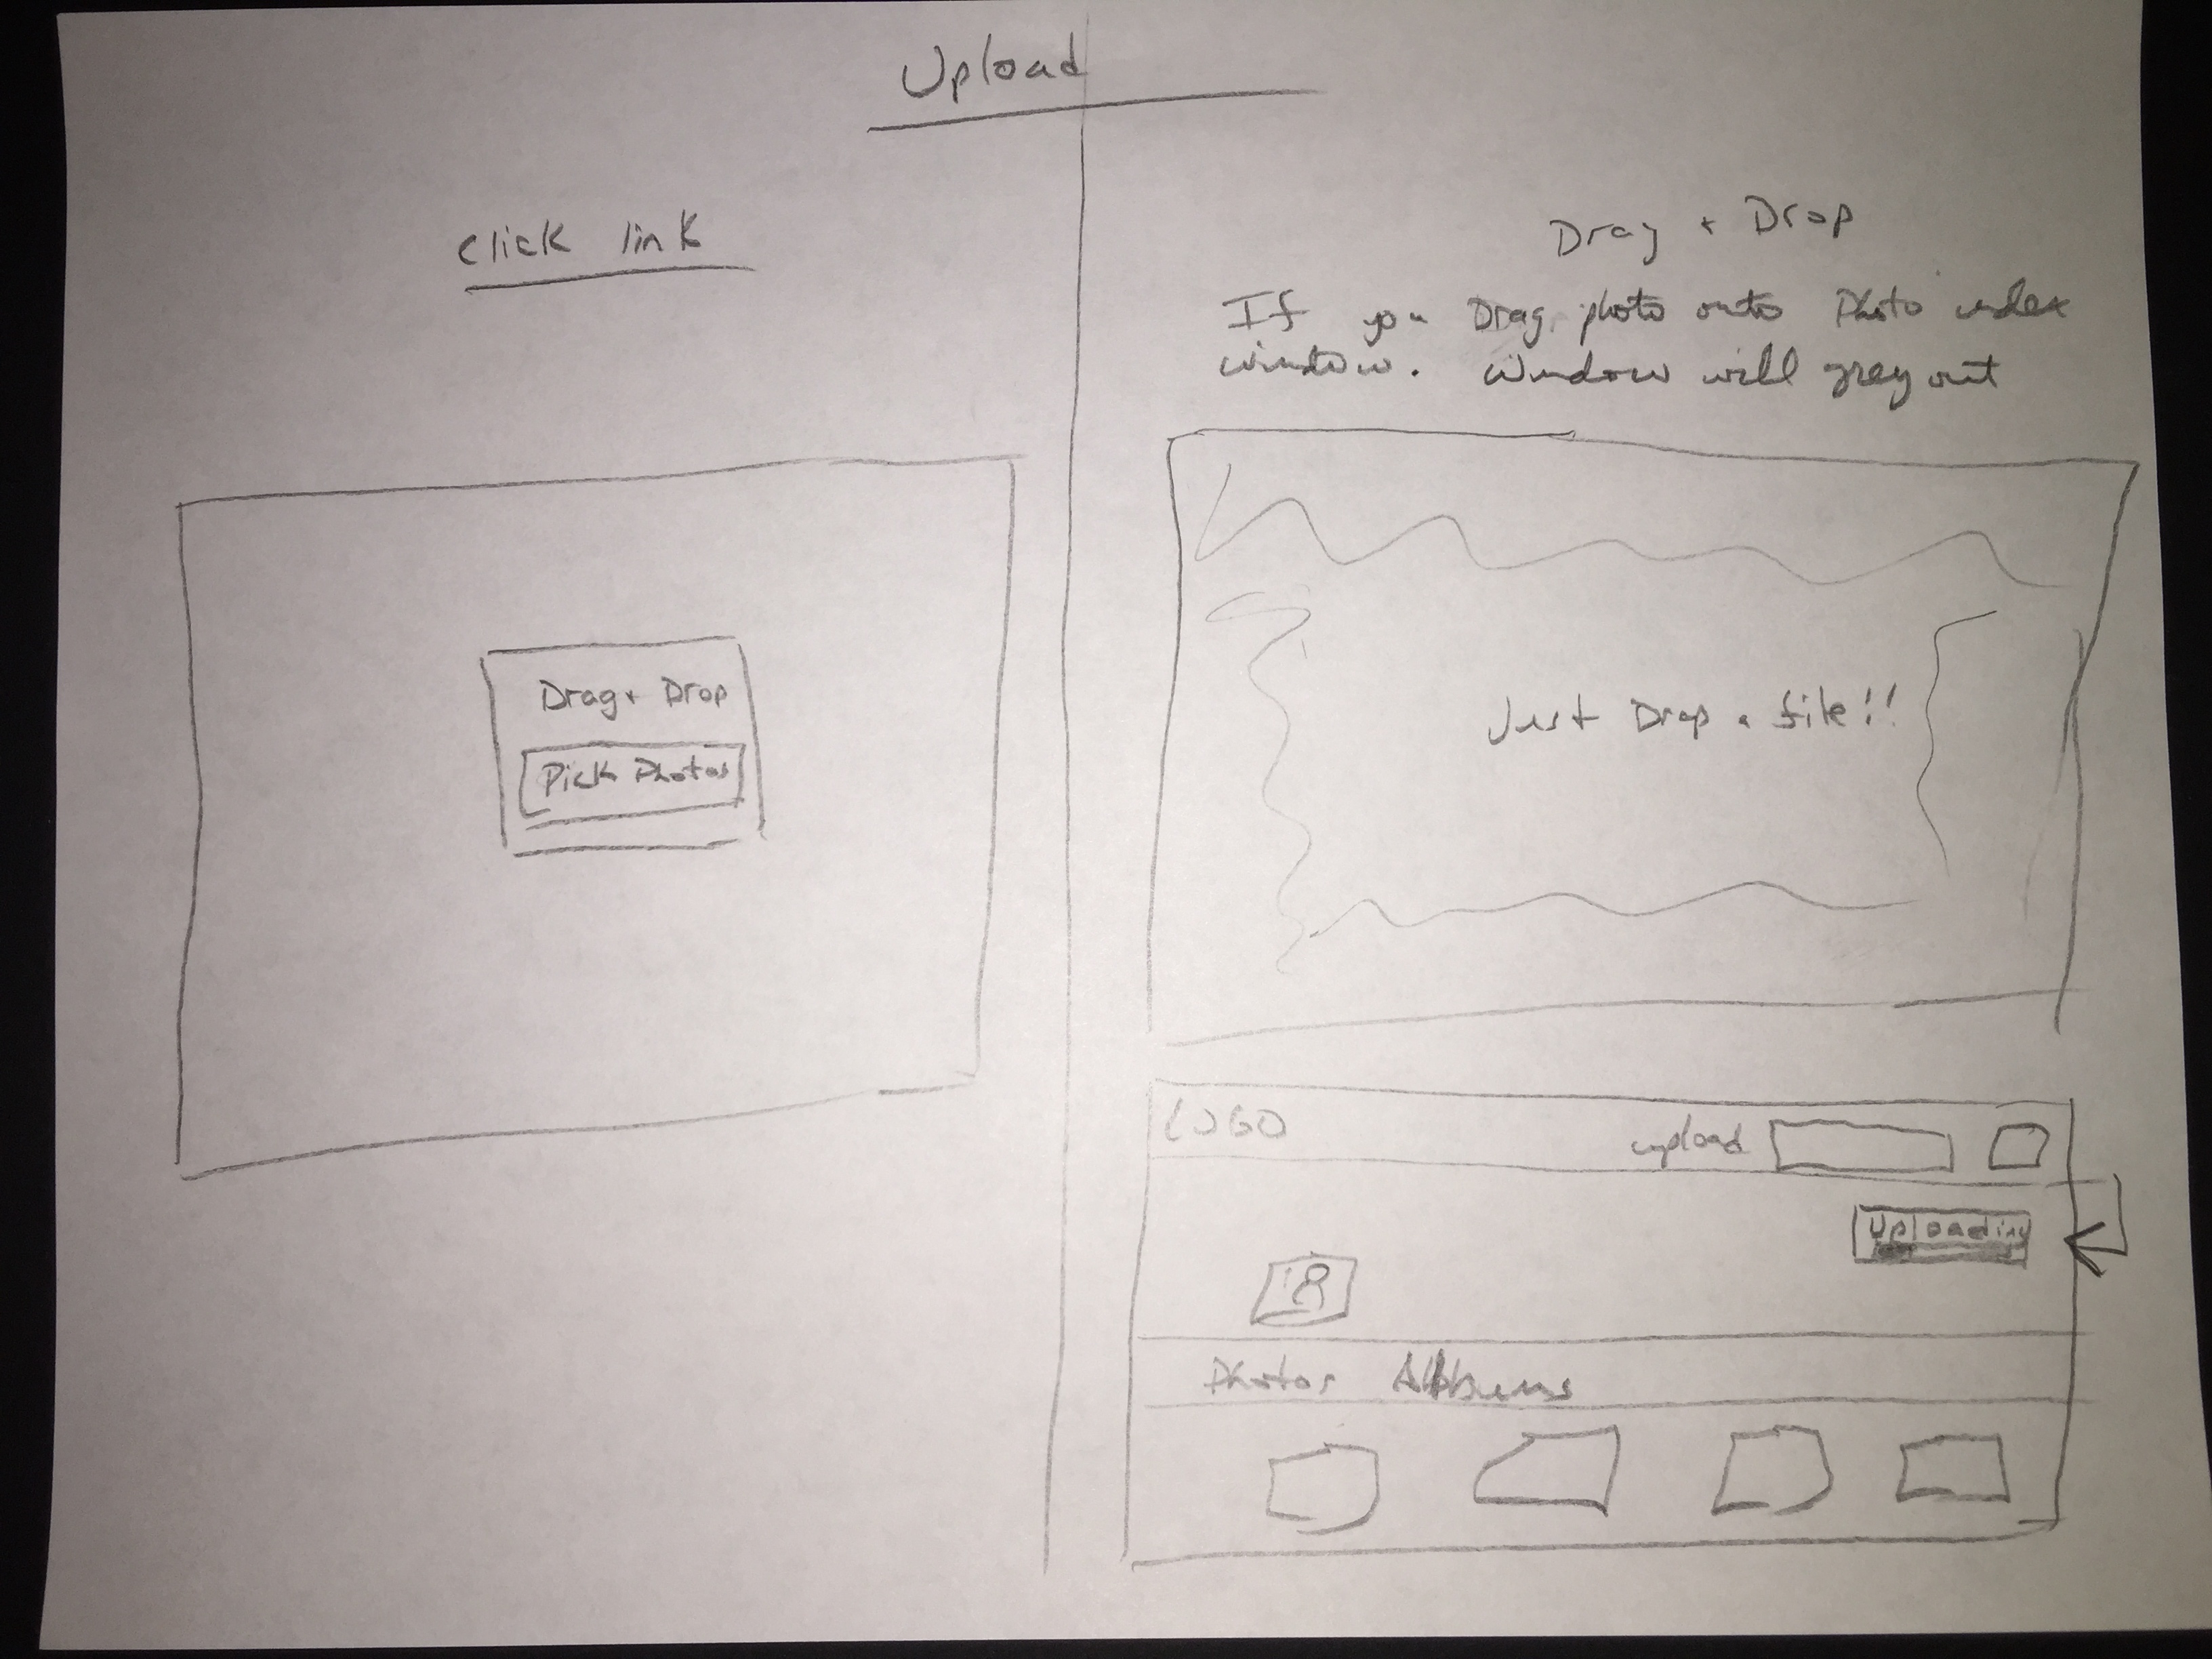 Upload
click link
Drag + Drop
Pick Photos
Drag + Drop
If you Drag photo onto Photo index
window. Window will grey out
Just Drop a file!!
LOGO
upload
Uploading
Photos Albums